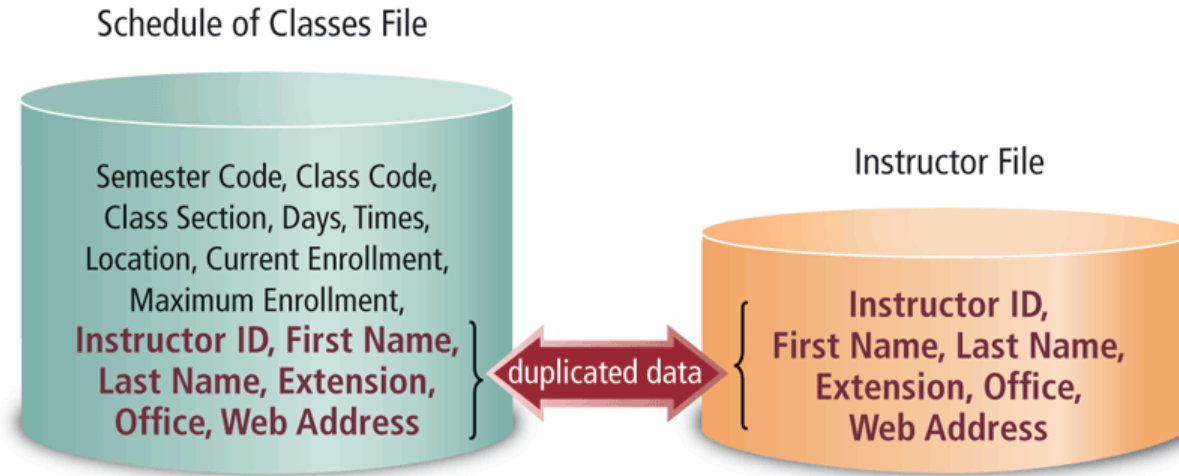 Schedule of Classes File
Semester Code, Class Code,
Class Section, Days, Times,
Location, Current Enrollment,
Maximum Enrollment,
Instructor ID, First Name,
Last Name, Extension,
Office, Web Address
duplicated data
Instructor File
Instructor ID,
First Name, Last Name,
Extension, Office,
Web Address